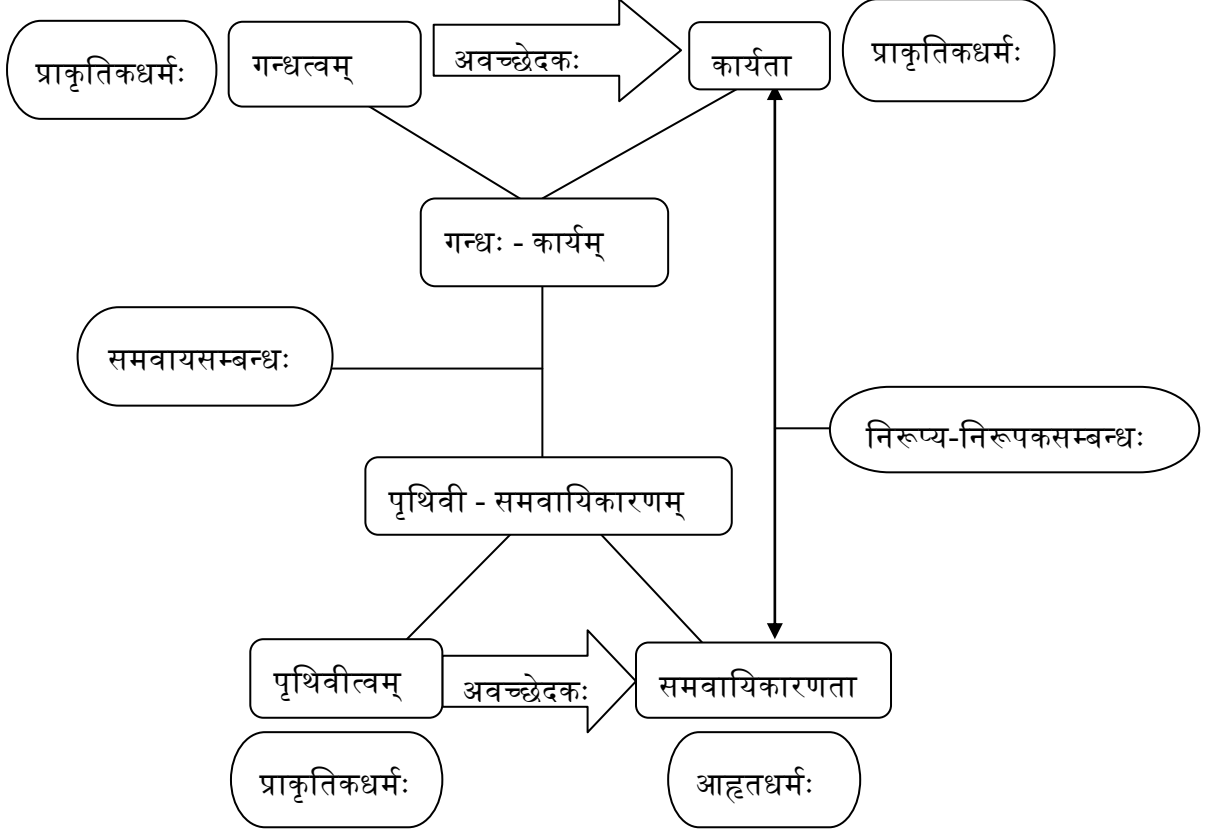 प्राकृतिकधर्मः
गन्धत्वम्
अवच्छेदकः
कार्यता
प्राकृतिकधर्मः
गन्धः - कार्यम्
समवायसम्बन्धः
निरूप्य-निरूपकसम्बन्धः
पृथिवी - समवायिकारणम्
पृथिवीत्वम्
अवच्छेदकः
समवायिकारणता
प्राकृतिकधर्मः
आहृतधर्मः